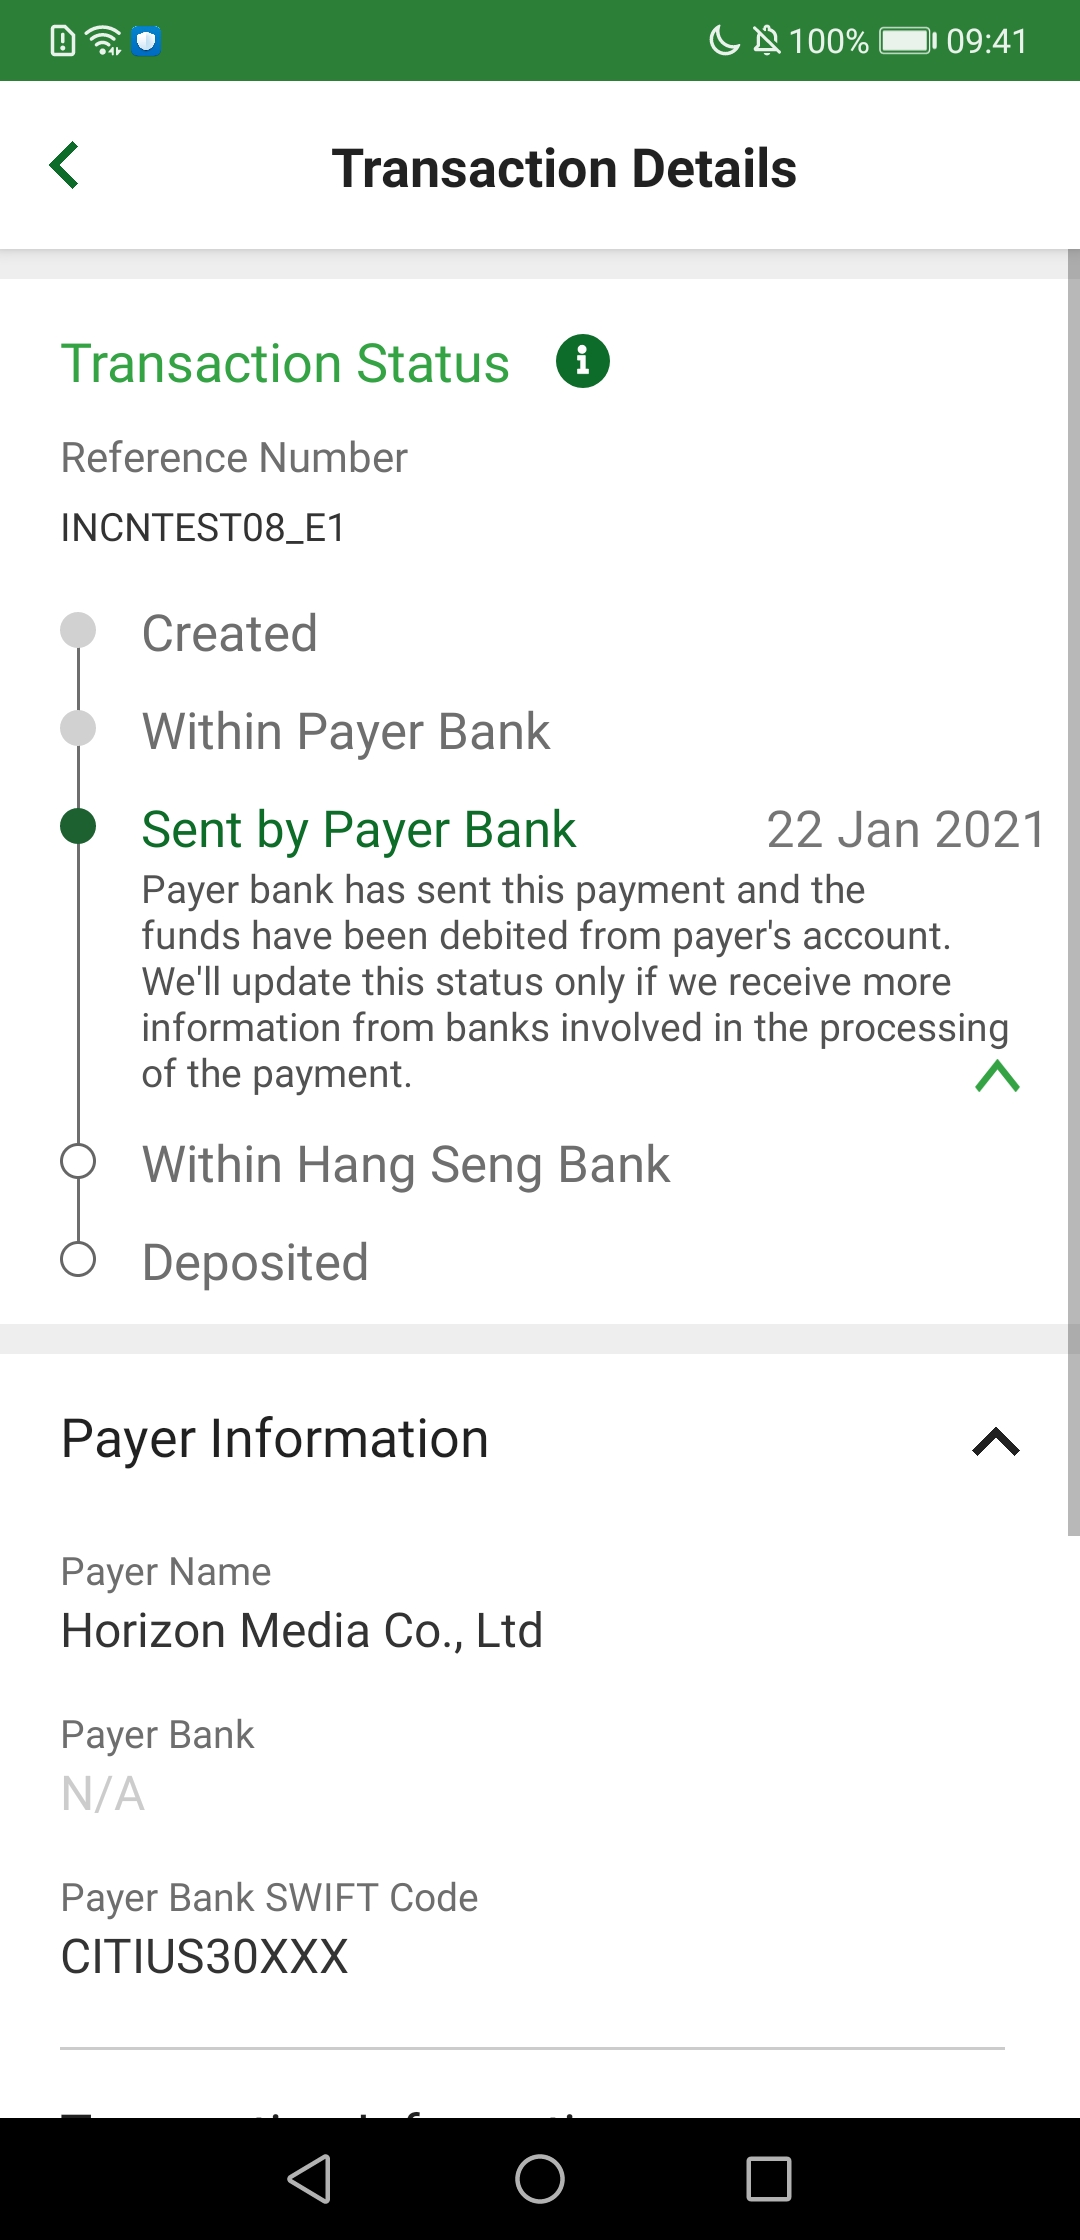 100% 09:41
Transaction Details
Transaction Status
Reference Number
INCNTEST08_E1
Created
Within Payer Bank
Sent by Payer Bank 22 Jan 2021
Payer bank has sent this payment and the
funds have been debited from payer's account.
We'll update this status only if we receive more
information from banks involved in the processing
of the payment.
Within Hang Seng Bank
Deposited
Payer Information
Payer Name
Horizon Media Co., Ltd
Payer Bank
N/A
Payer Bank SWIFT Code
CITIUS30XXX